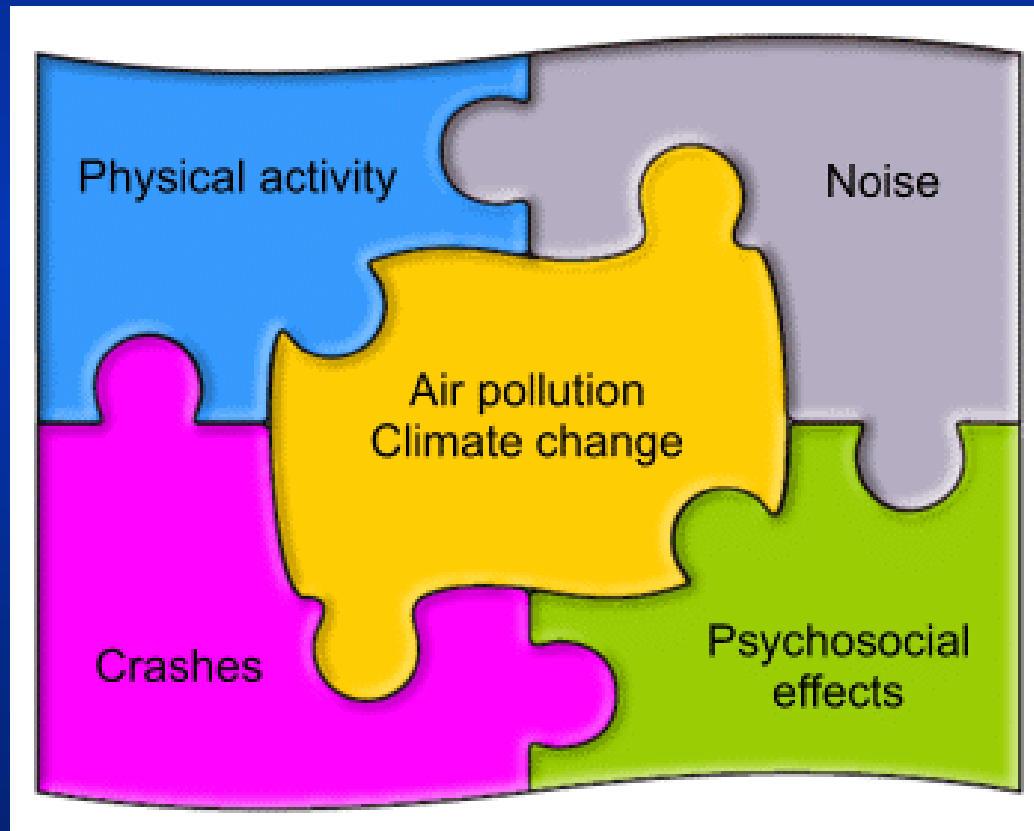 Physical activity
Noise
Air pollution
Climate change
Crashes
Psychosocial
effects